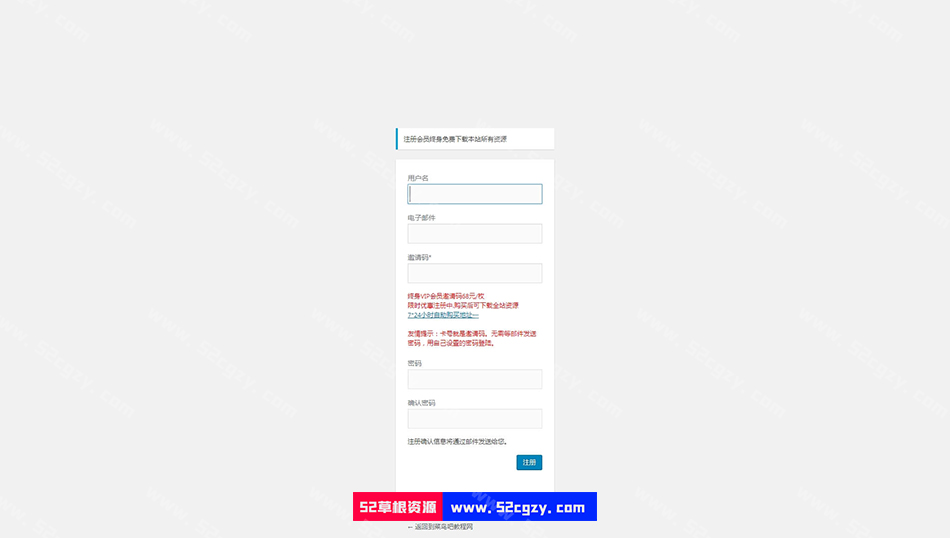 注册会员终身免费下载本站所有资源
用户名
电子邮件
邀请码*
终身VIP会员邀请码68元/枚
限时优惠注册中,购买后可下载全站资源
7*24小时自助购买地址---
友情提示：卡号就是邀请码。无需等邮件发送
密码，用自己设置的密码登陆。
密码
确认密码
注册确认信息将通过邮件发送给您。
注册
52草根资源 www.52cgzy.com
← 返回到菜鸟吧教程网